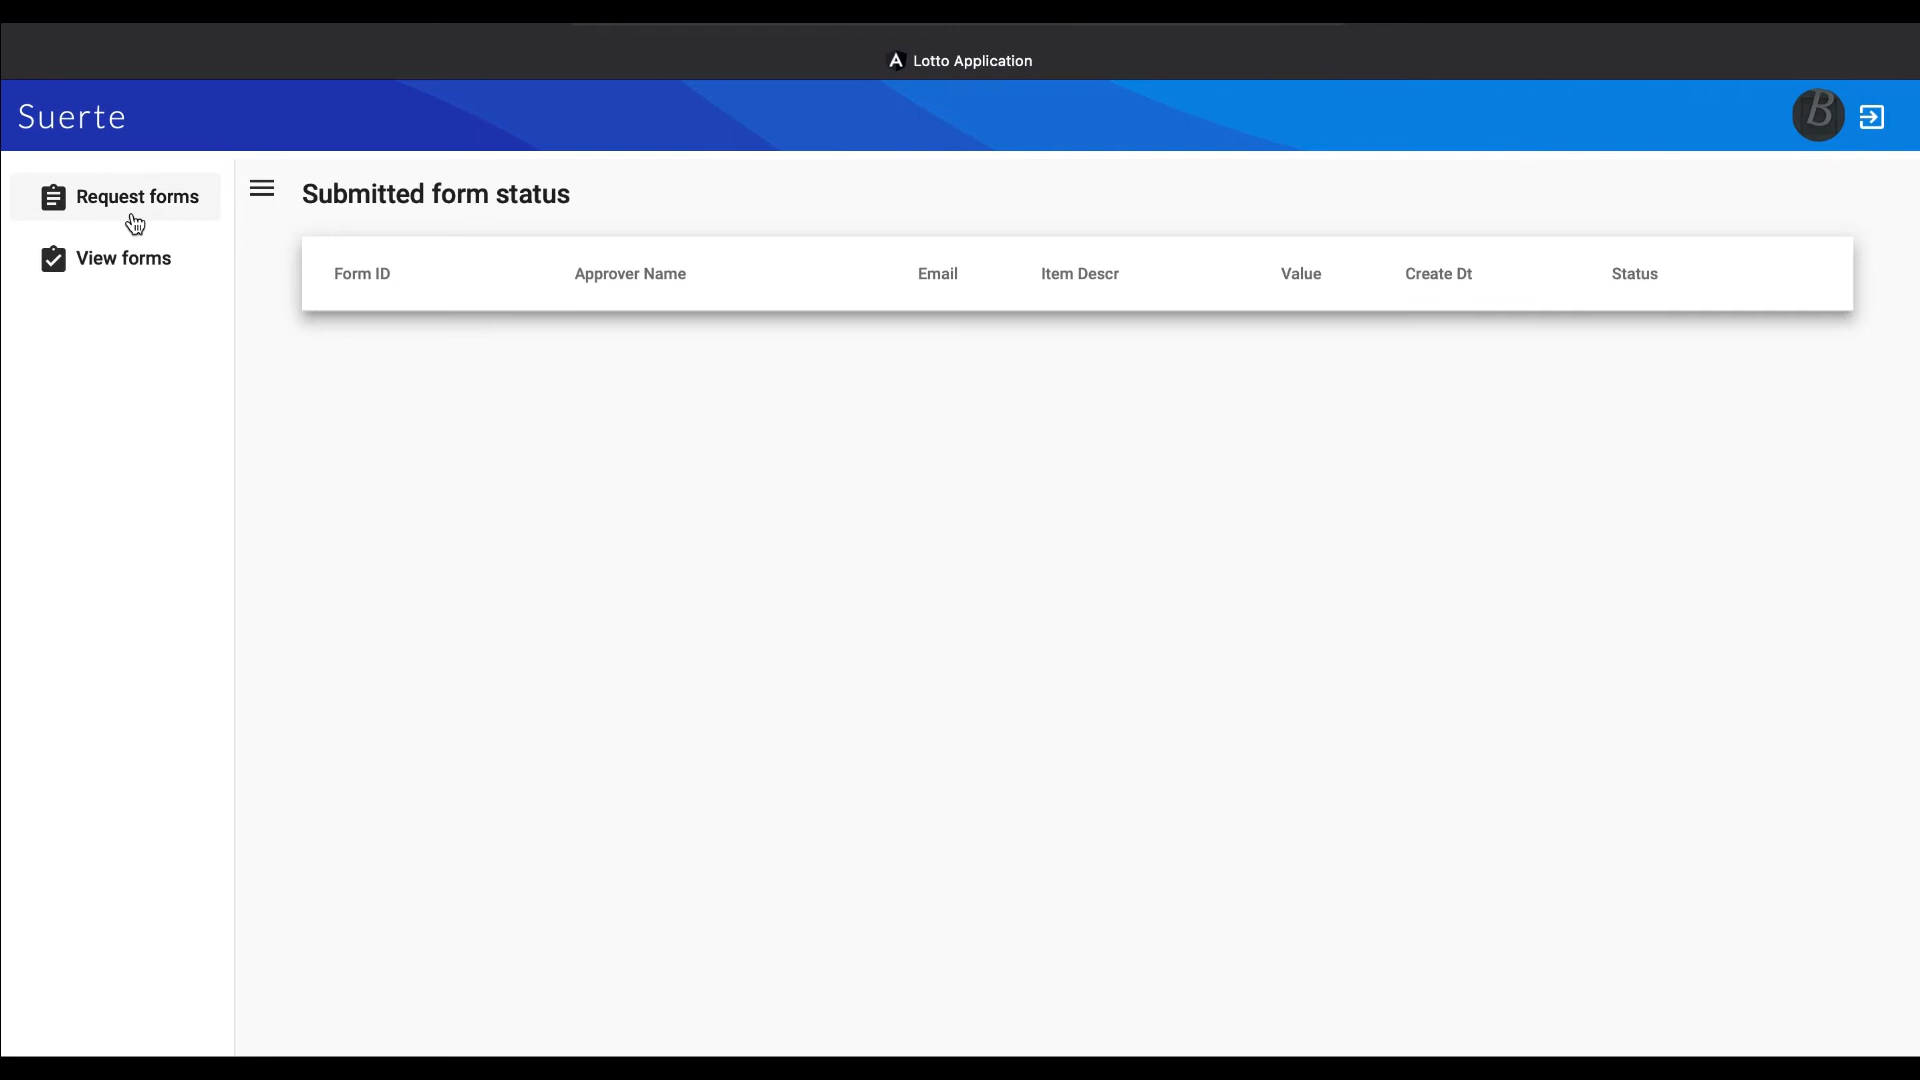 Lotto Application
Suerte
B
Request forms
View forms
Submitted form status
Form ID Approver Name Email Item Descr Value Create Dt Status